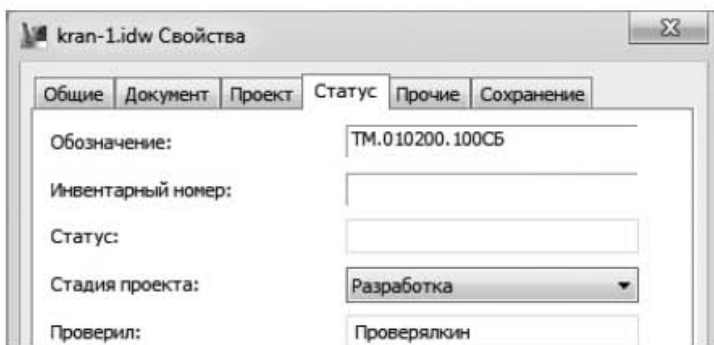 kran-1.idw Свойства
Общие Документ Проект Статус Прочие Сохранение
Обозначение: ТМ.010200.100СБ
Инвентарный номер:
Статус:
Стадия проекта: Разработка
Проверил: Проверялкин